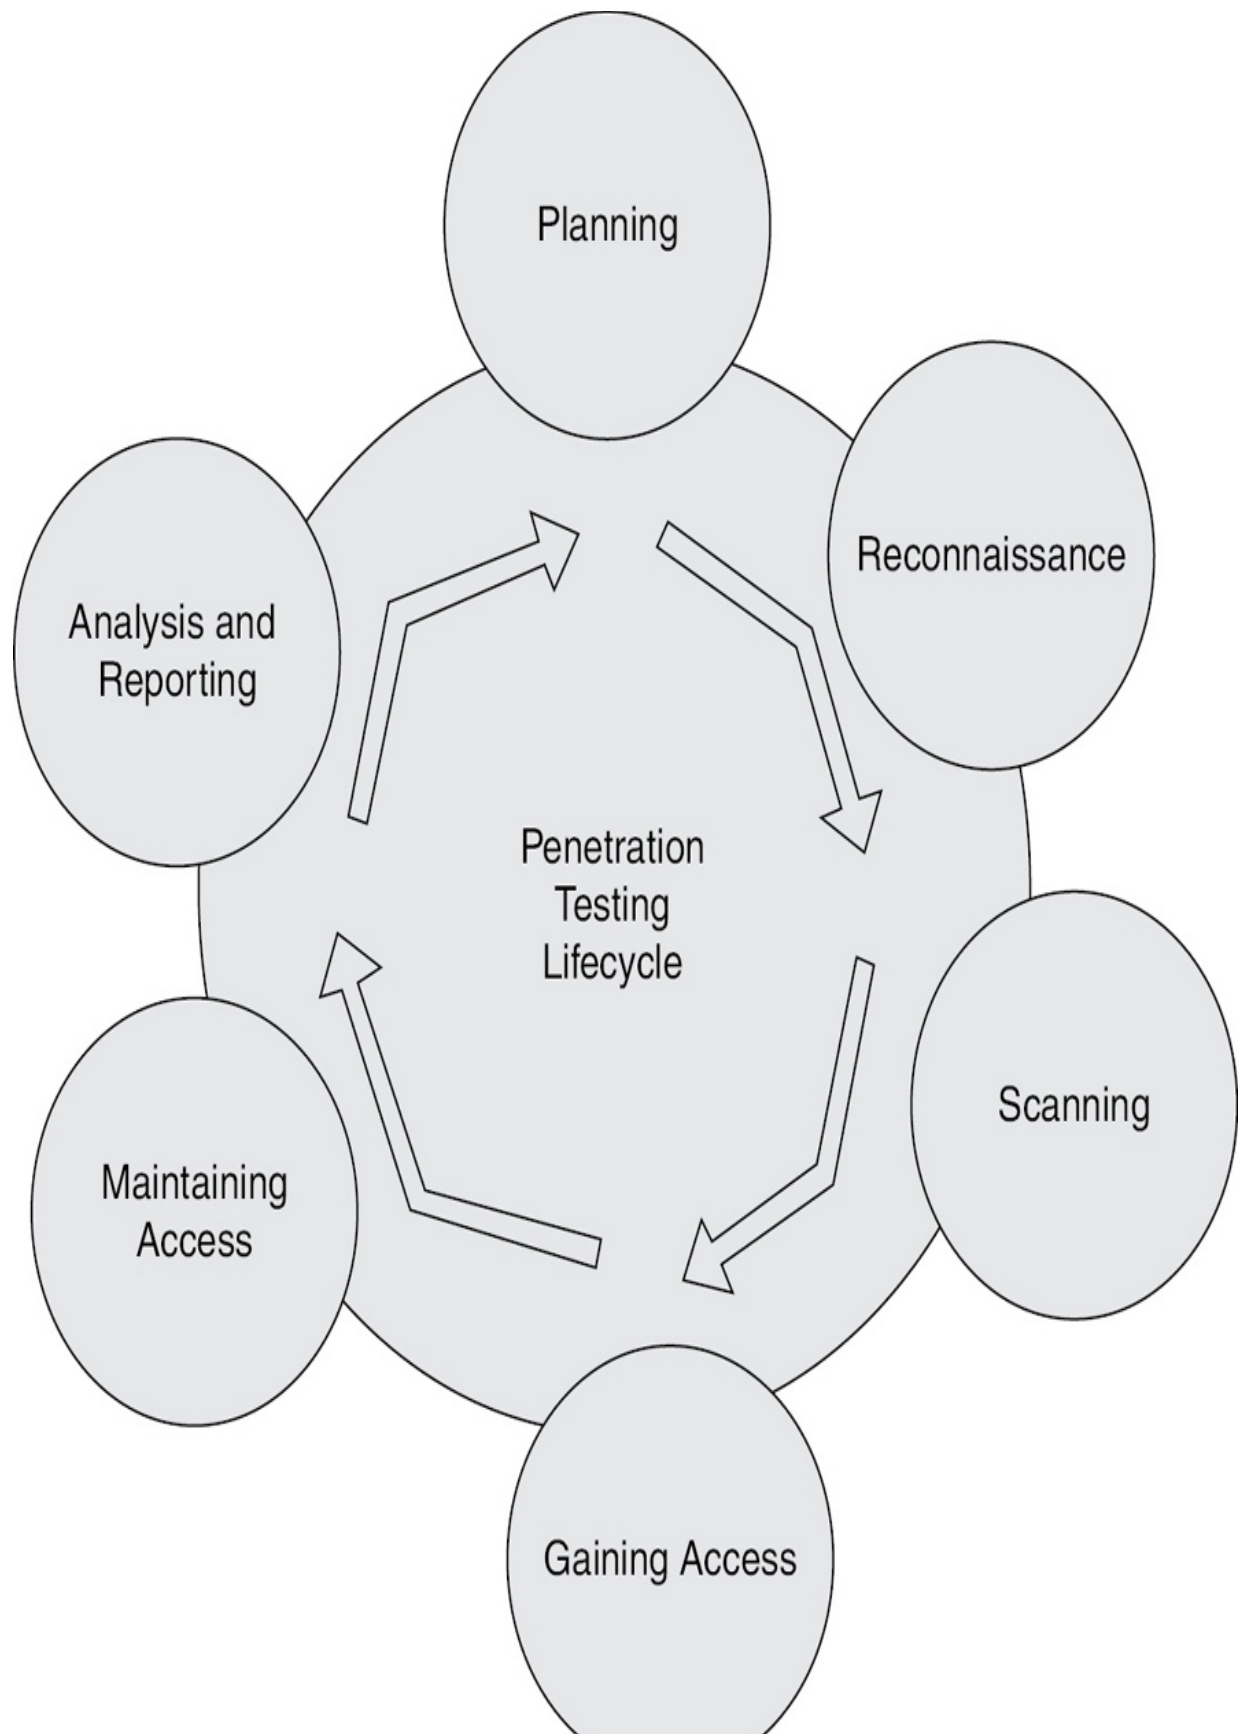 Planning
Reconnaissance
Analysis and
Reporting
Penetration
Testing
Lifecycle
Scanning
Maintaining
Access
Gaining Access